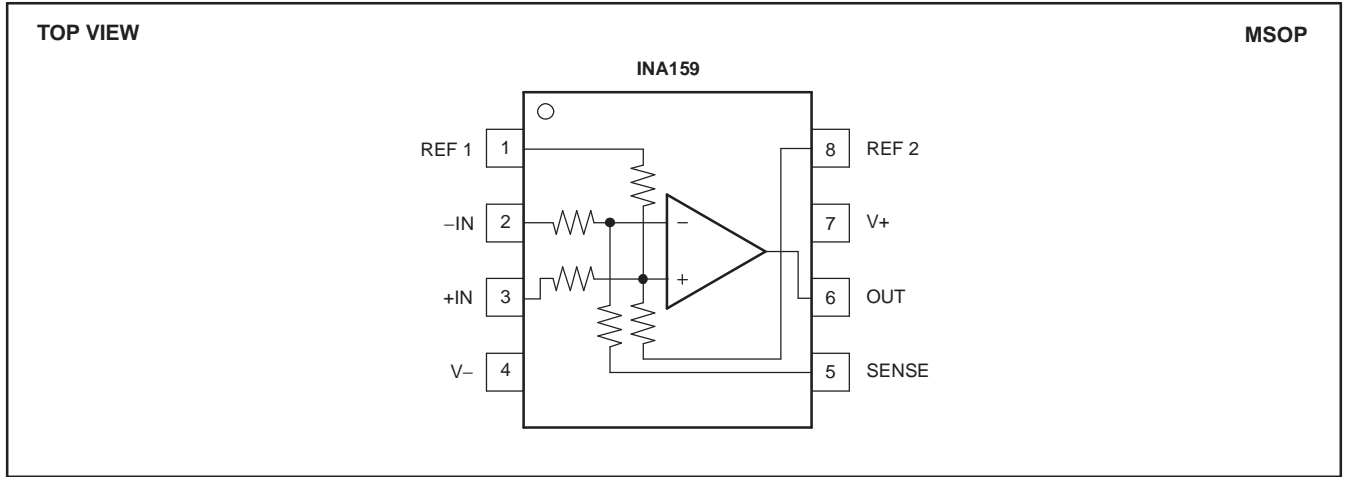 TOP VIEW
MSOP
INA159
REF 1 1
8 REF 2
−IN 2
−
7 V+
+IN 3
+
6 OUT
V− 4
5 SENSE